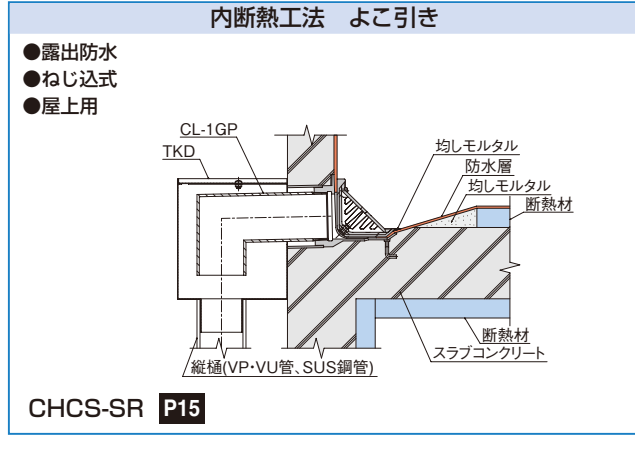 内断熱工法　よこ引き
●露出防水
●ねじ込式
●屋上用
CL-1GP
TKD
均しモルタル
防水層
均しモルタル
断熱材
断熱材
スラブコンクリート
縦樋(VP・VU管、SUS鋼管)
CHCS-SR P15